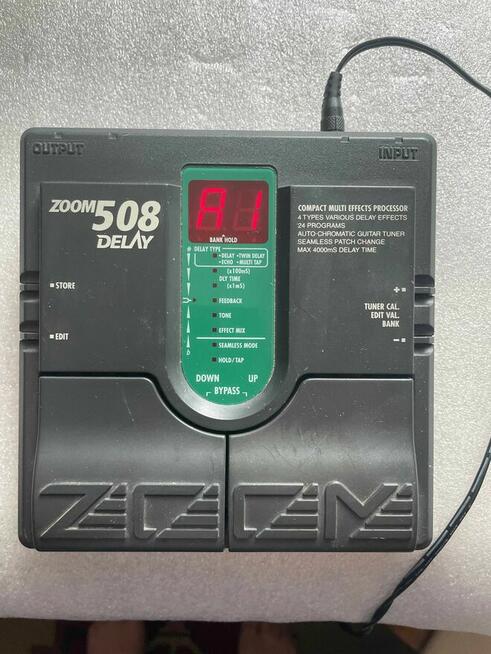 OUTPUT
INPUT
A1
BANK HOLD
ZOOM 508
DELAY
COMPACT MULTI EFFECTS PROCESSOR
4 TYPES VARIOUS DELAY EFFECTS
24 PROGRAMS
AUTO-CHROMATIC GUITAR TUNER
SEAMLESS PATCH CHANGE
MAX 4000mS DELAY TIME
DELAY TYPE
•DELAY •TWIN DELAY
•ECHO •MULTI TAP
(x100mS)
DLY TIME
(x1mS)
FEEDBACK
TONE
EFFECT MIX
SEAMLESS MODE
HOLD/TAP
STORE
EDIT
+
TUNER CAL.
EDIT VAL.
BANK
-
DOWN UP
BYPASS
ZOOM